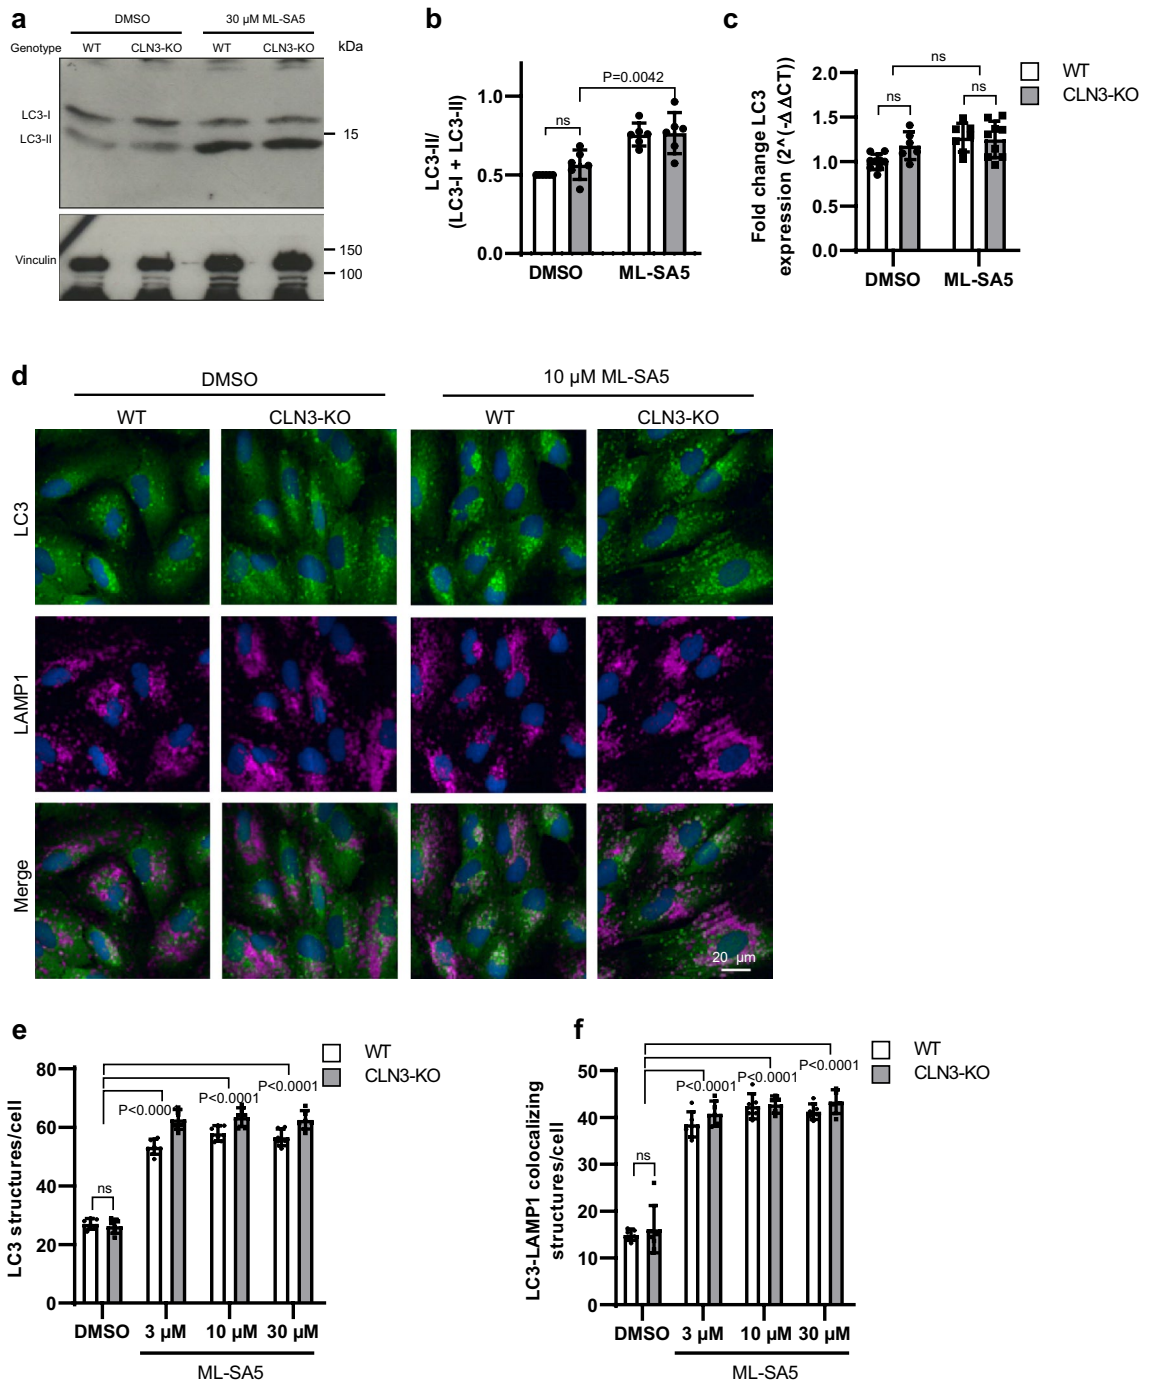 a
DMSO
30 µM ML-SA5
Genotype
WT
CLN3-KO
WT
CLN3-KO
kDa
LC3-I
LC3-II
15
Vinculin
150
100
b
P=0.0042
ns
1.0
0.5
0.0
LC3-II/
(LC3-I + LC3-II)
DMSO
ML-SA5
c
ns
ns
ns
WT
CLN3-KO
2.0
1.5
1.0
0.5
0.0
Fold change LC3
expression (2^(-ΔΔCT))
DMSO
ML-SA5
d
DMSO
10 µM ML-SA5
WT
CLN3-KO
WT
CLN3-KO
LC3
LAMP1
Merge
20 µm
e
WT
CLN3-KO
P<0.0001
P<0.0001
P<0.000
ns
80
60
40
20
0
LC3 structures/cell
DMSO
3 µM
10 µM
30 µM
ML-SA5
f
WT
CLN3-KO
P<0.0001
P<0.0001
P<0.0001
ns
50
40
30
20
10
0
LC3-LAMP1 colocalizing
structures/cell
DMSO
3 µM
10 µM
30 µM
ML-SA5